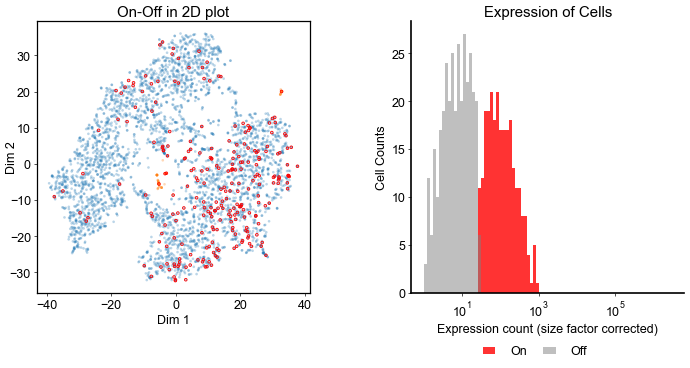 On-Off in 2D plot
Dim 2
30
20
10
0
−10
−20
−30
−40 −20 0 20 40
Dim 1
Expression of Cells
Cell Counts
25
20
15
10
5
0
10^1 10^3 10^5
Expression count (size factor corrected)
On Off